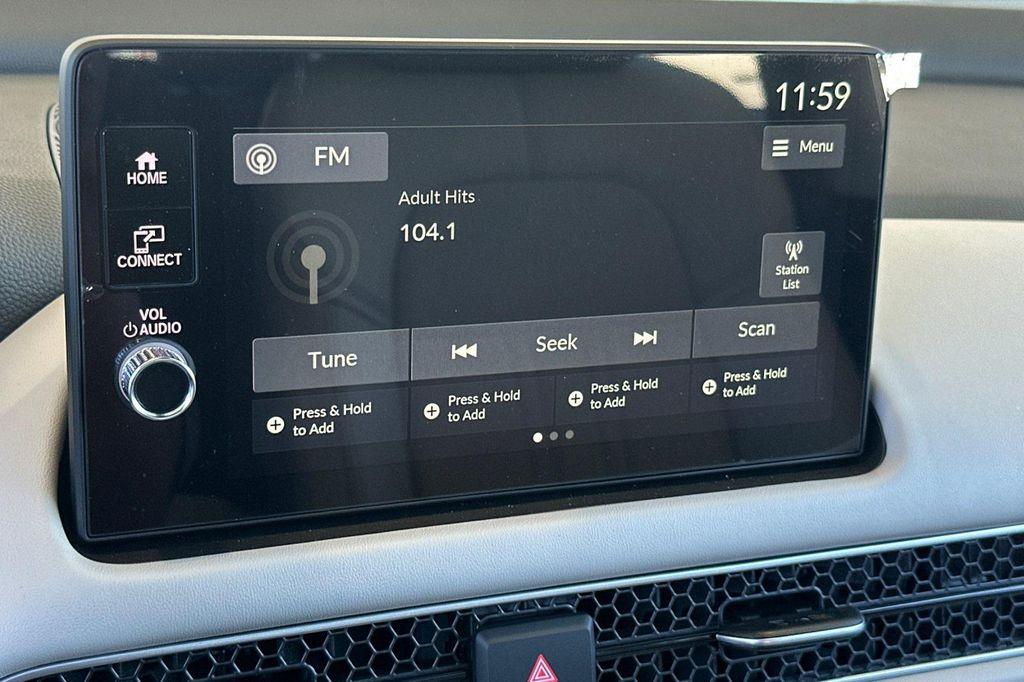 11:59
FM
Menu
HOME
Adult Hits
104.1
CONNECT
Station
List
VOL
AUDIO
Tune
Seek
Scan
Press & Hold
to Add
Press & Hold
to Add
Press & Hold
to Add
Press & Hold
to Add